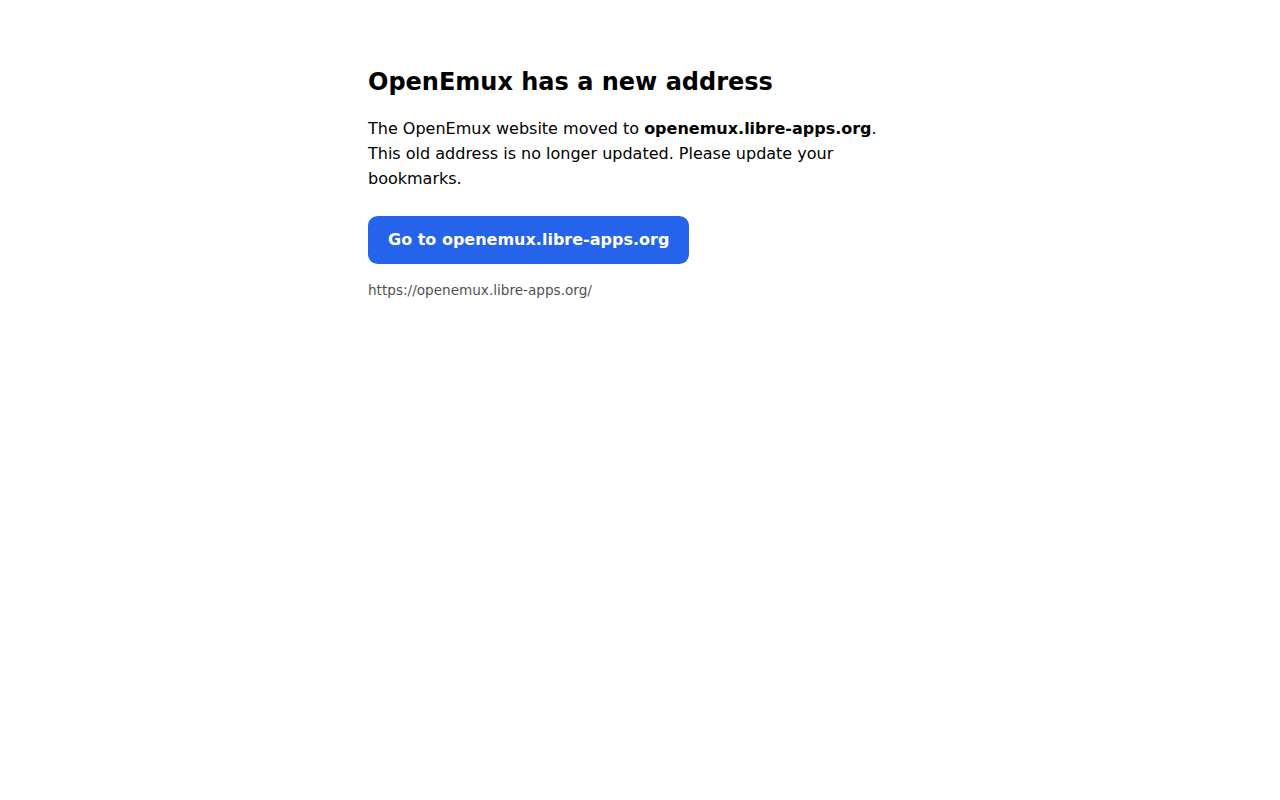 OpenEmux has a new address
The OpenEmux website moved to openemux.libre-apps.org.
This old address is no longer updated. Please update your
bookmarks.
Go to openemux.libre-apps.org
https://openemux.libre-apps.org/